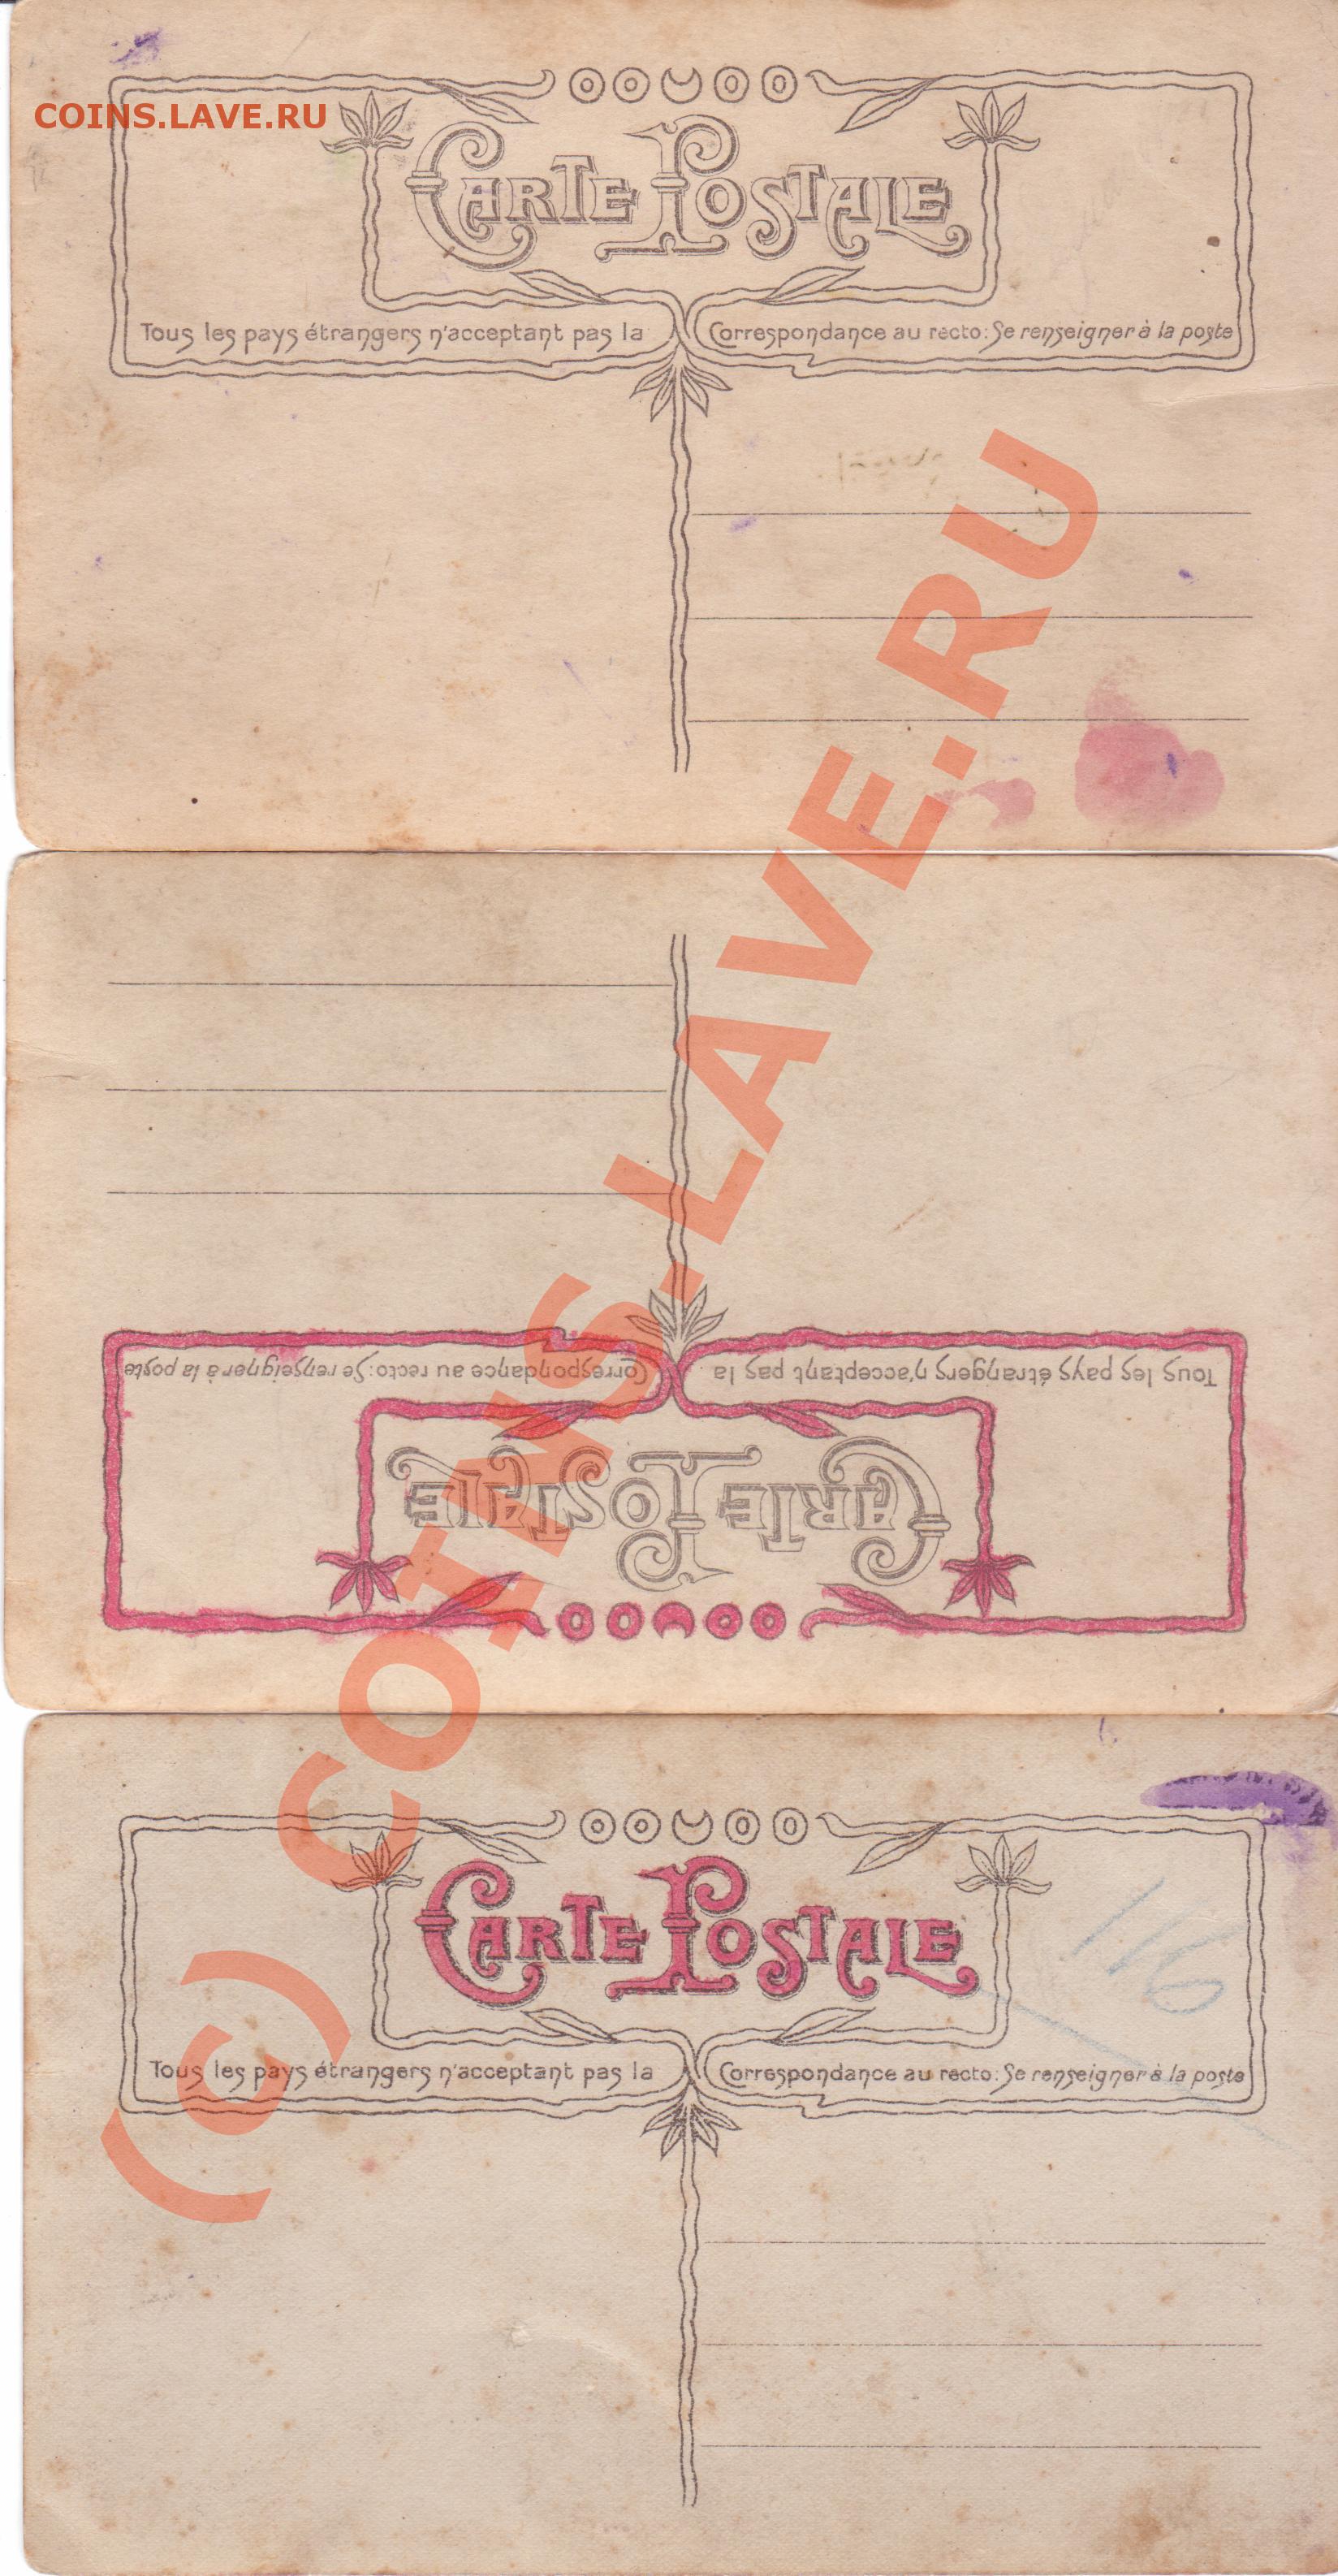 COINS.LAVE.RU
CARTE POSTALE
Tous les pays étrangers n'acceptant pas la Correspondance au recto: Se renseigner à la poste
Tous les pays étrangers n'acceptant pas la Correspondance au recto: Se renseigner à la poste
CARTE POSTALE
CARTE POSTALE
116
Tous les pays étrangers n'acceptant pas la Correspondance au recto: Se renseigner à la poste
(c) COINS.LAVE.RU